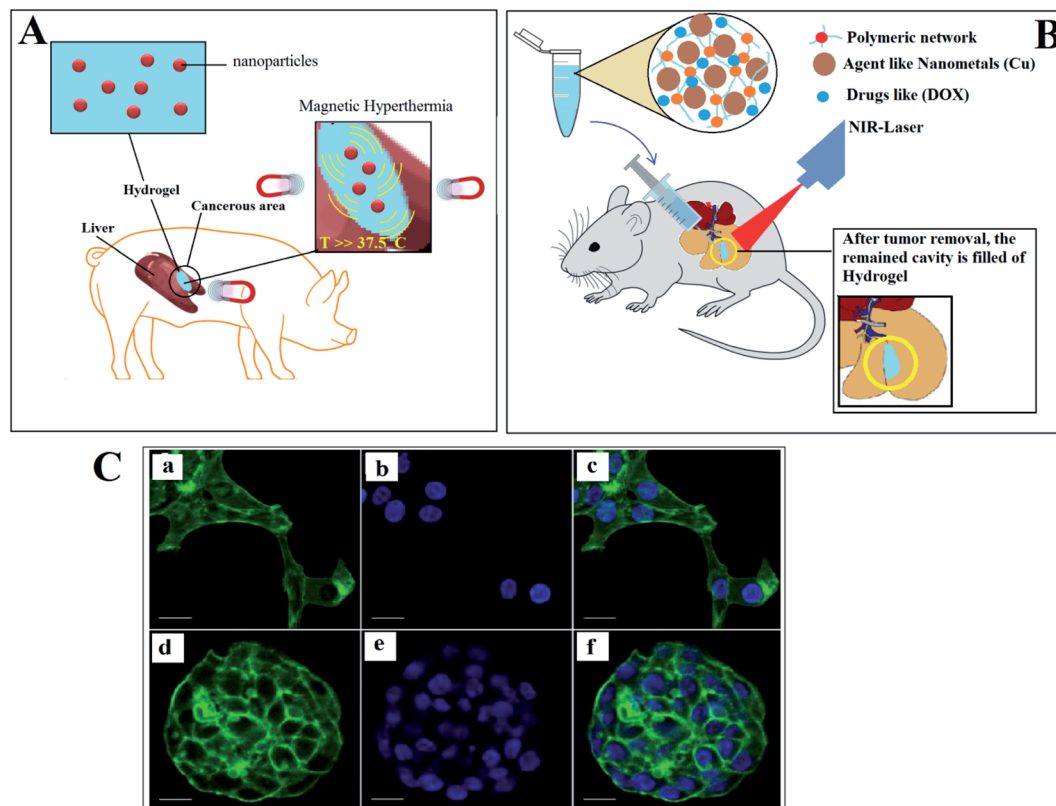 A
nanoparticles
Magnetic Hyperthermia
Hydrogel
Cancerous area
Liver
T >> 37.5 °C
B
Polymeric network
Agent like Nanometals (Cu)
Drugs like (DOX)
NIR-Laser
After tumor removal, the
remained cavity is filled of
Hydrogel
C
a
b
c
d
e
f